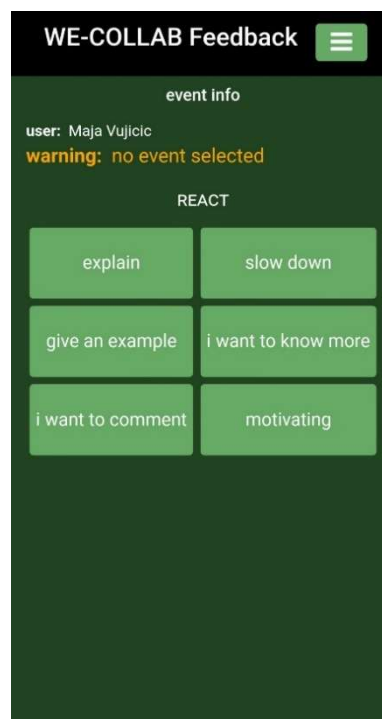 WE-COLLAB Feedback
event info
user: Maja Vujicic
warning: no event selected
REACT
explain
slow down
give an example
i want to know more
i want to comment
motivating